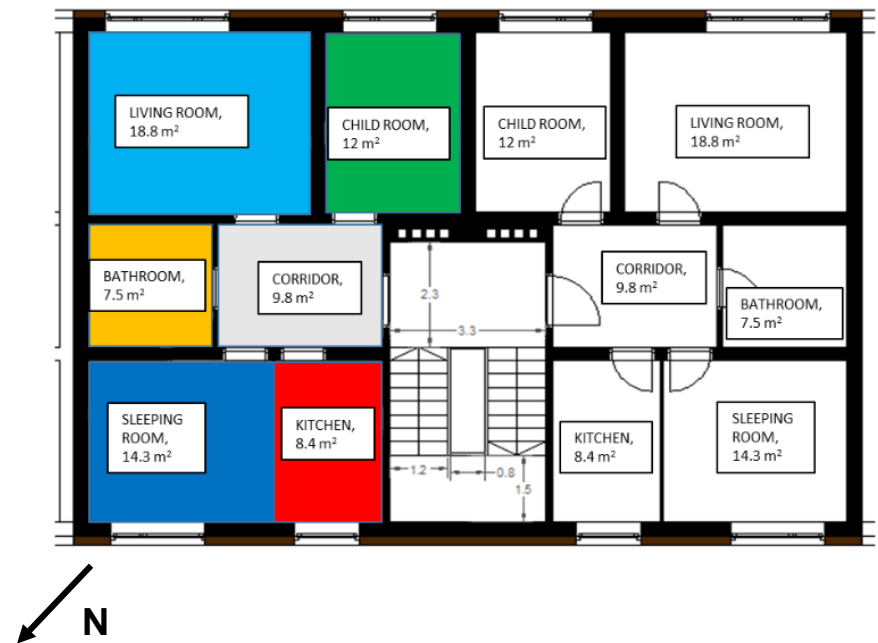 LIVING ROOM,
18.8 m²
CHILD ROOM,
12 m²
CHILD ROOM,
12 m²
LIVING ROOM,
18.8 m²
BATHROOM,
7.5 m²
CORRIDOR,
9.8 m²
2.3
3.3
CORRIDOR,
9.8 m²
BATHROOM,
7.5 m²
SLEEPING
ROOM,
14.3 m²
KITCHEN,
8.4 m²
1.2
0.8
1.5
KITCHEN,
8.4 m²
SLEEPING
ROOM,
14.3 m²
N